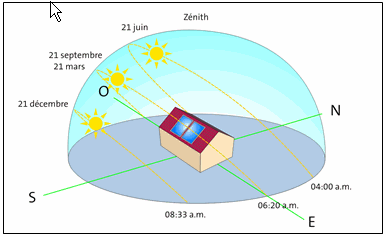 Zénith
21 juin
21 septembre
21 mars
O
21 décembre
N
S
04:00 a.m.
06:20 a.m.
08:33 a.m.
E